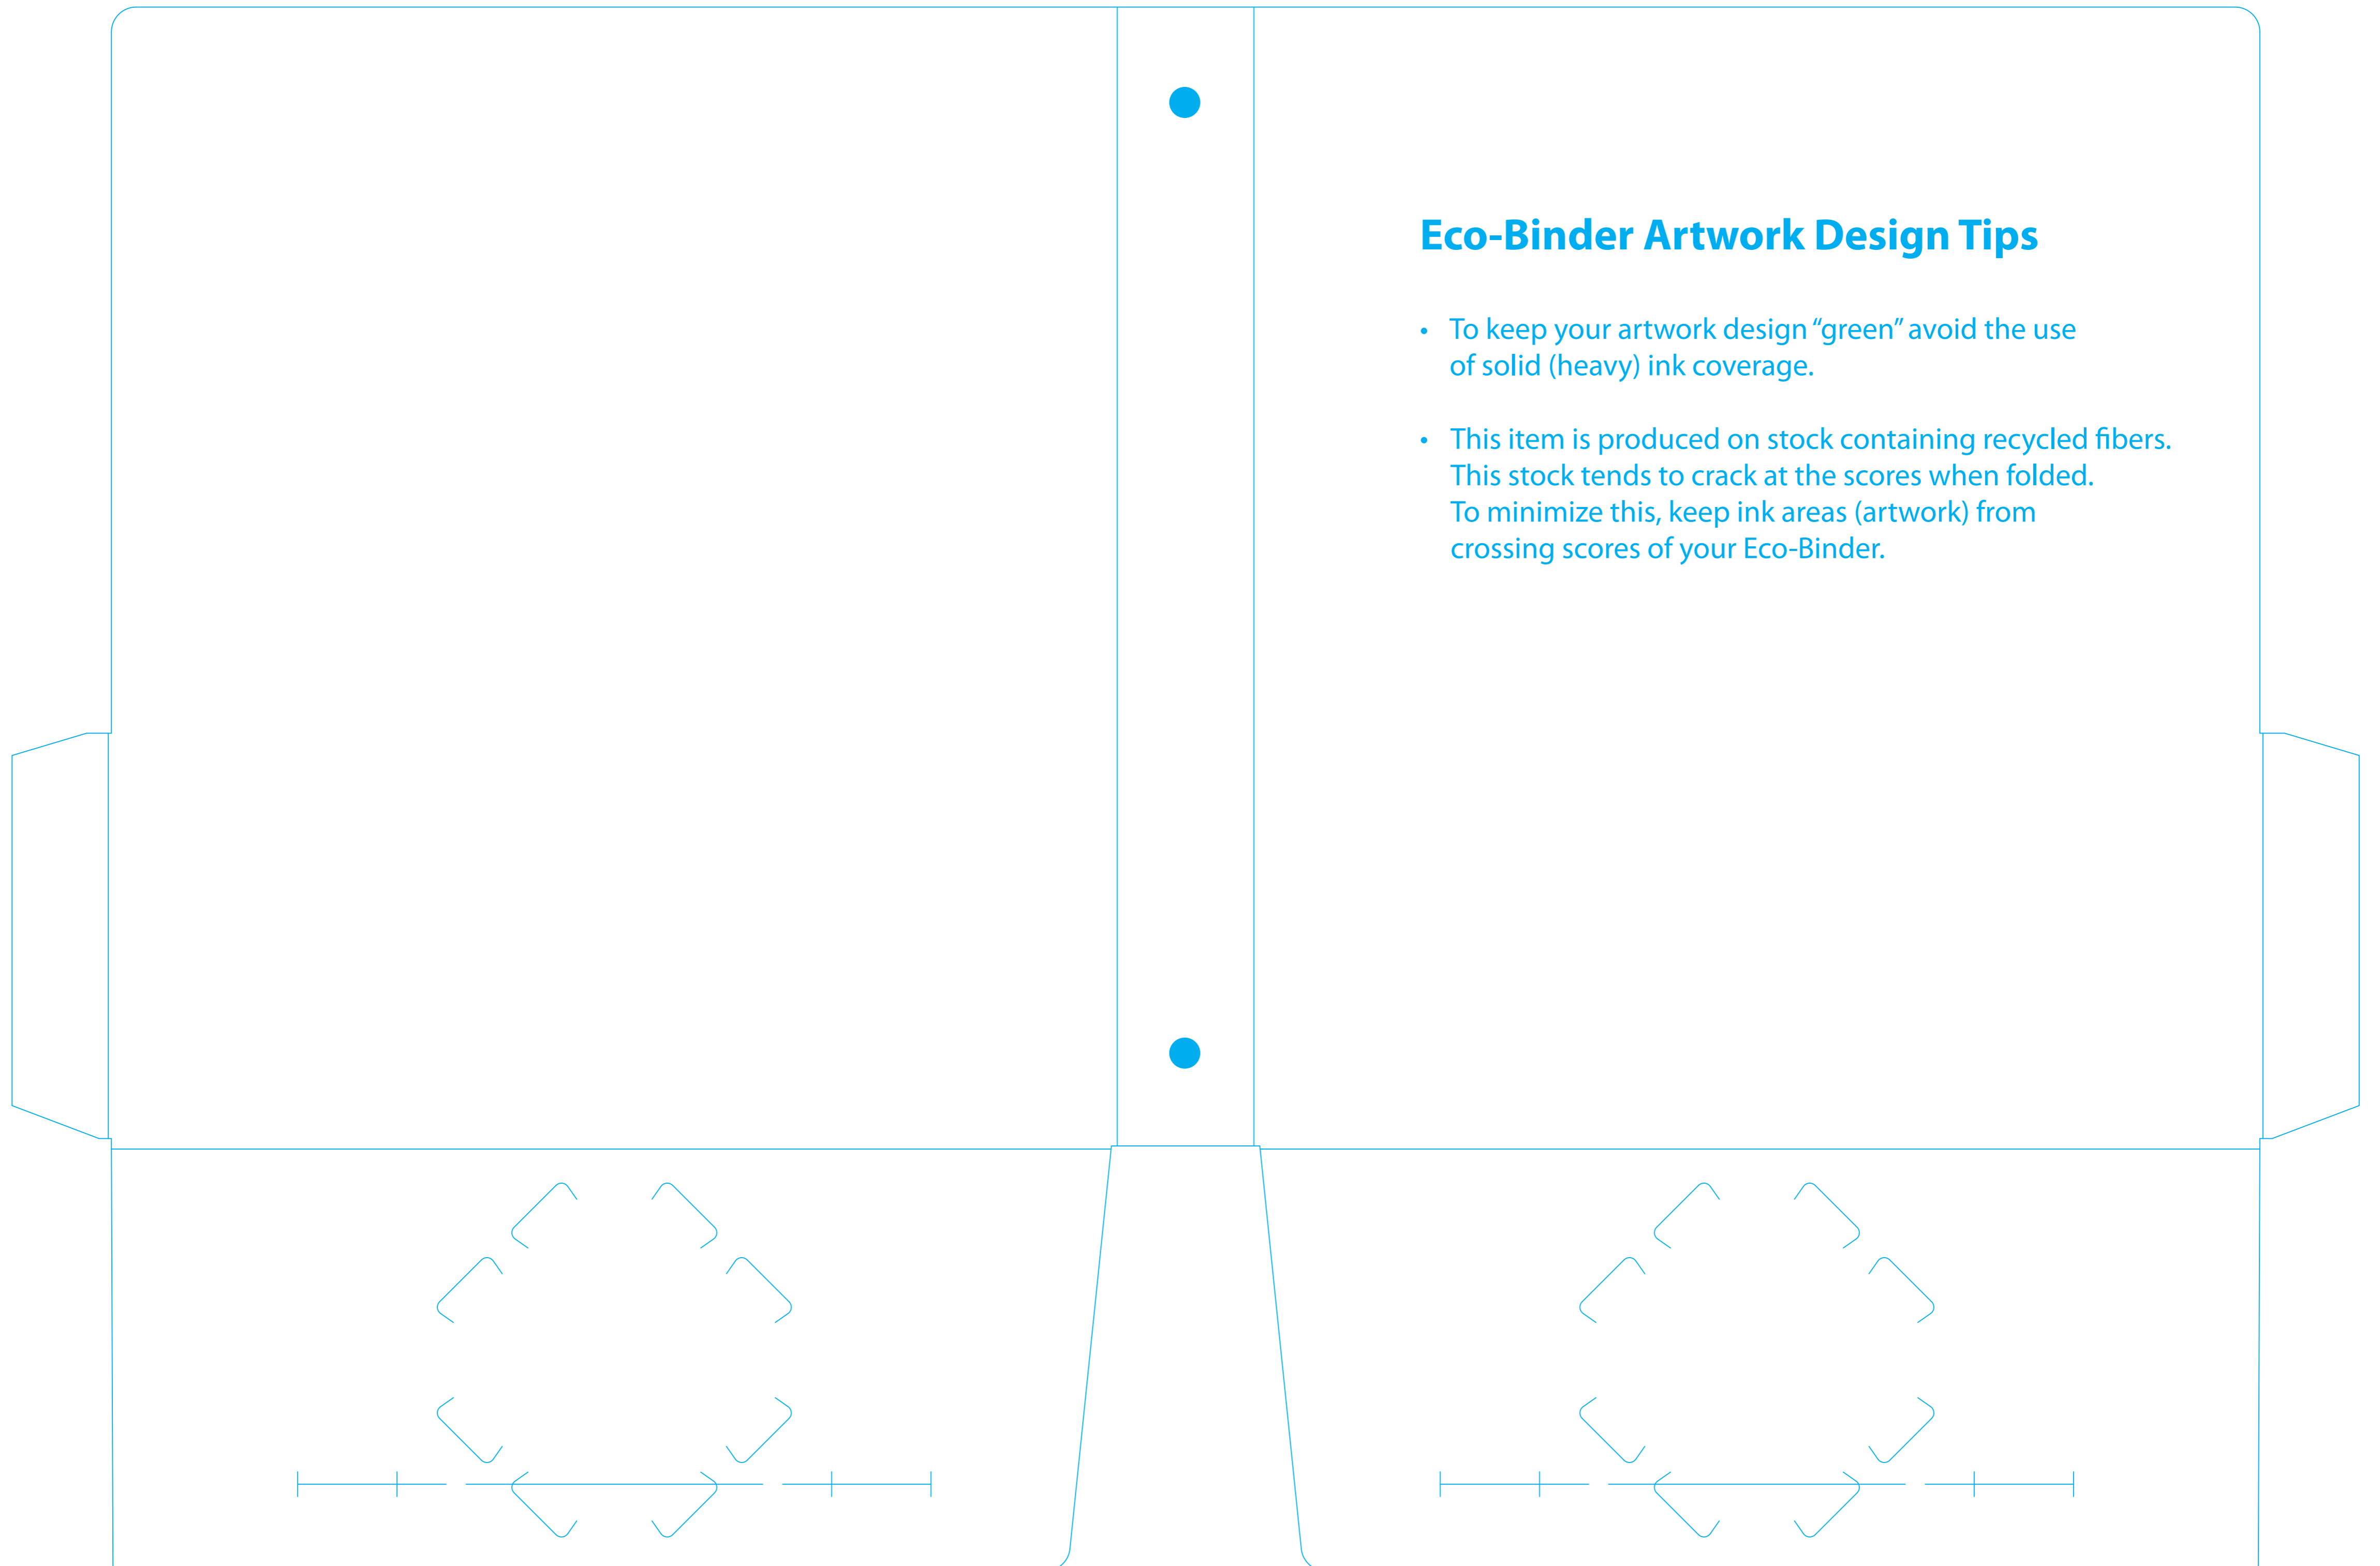 Eco-Binder Artwork Design Tips
• To keep your artwork design “green” avoid the use
of solid (heavy) ink coverage.
• This item is produced on stock containing recycled fibers.
This stock tends to crack at the scores when folded.
To minimize this, keep ink areas (artwork) from
crossing scores of your Eco-Binder.